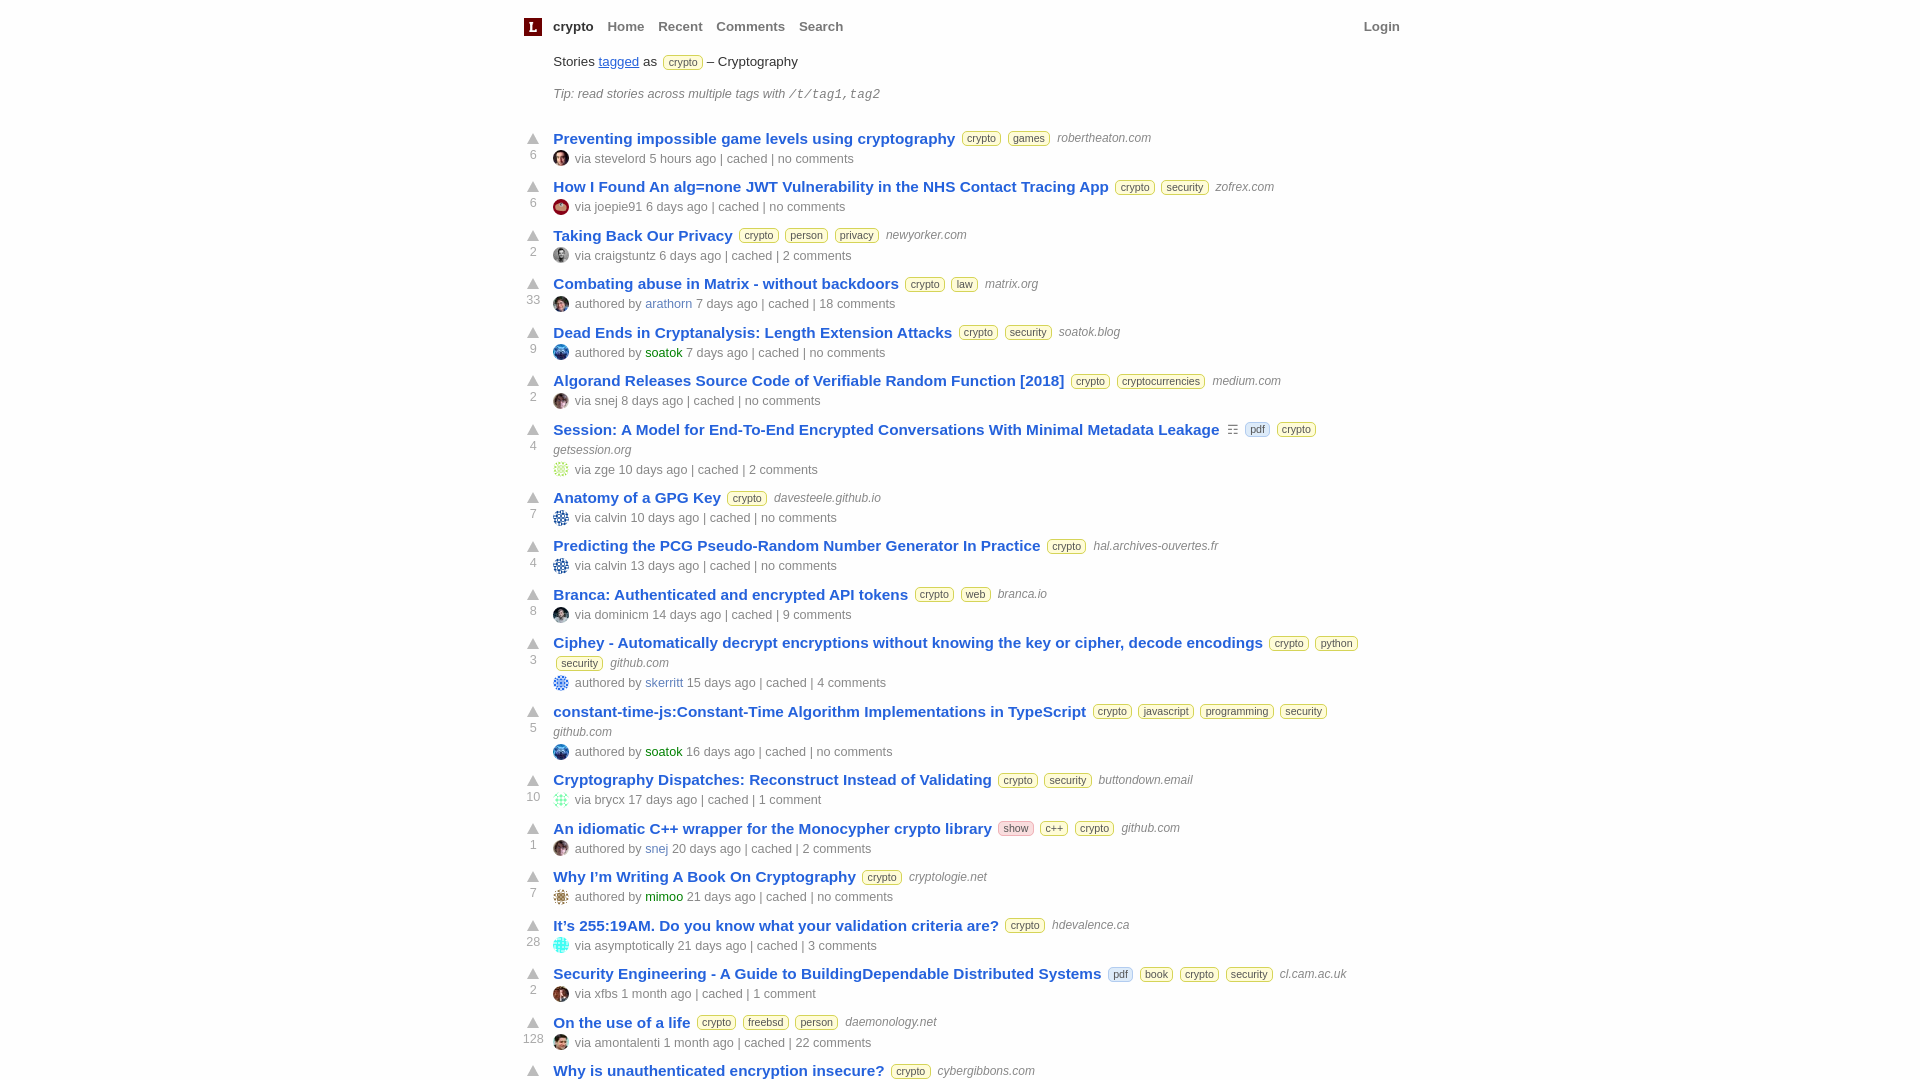 L crypto Home Recent Comments Search Login
Stories tagged as crypto – Cryptography
Tip: read stories across multiple tags with /t/tag1,tag2
Preventing impossible game levels using cryptography crypto games robertheaton.com
6 via stevelord 5 hours ago | cached | no comments
How I Found An alg=none JWT Vulnerability in the NHS Contact Tracing App crypto security zofrex.com
6 via joepie91 6 days ago | cached | no comments
Taking Back Our Privacy crypto person privacy newyorker.com
2 via craigstuntz 6 days ago | cached | 2 comments
Combating abuse in Matrix - without backdoors crypto law matrix.org
33 authored by arathorn 7 days ago | cached | 18 comments
Dead Ends in Cryptanalysis: Length Extension Attacks crypto security soatok.blog
9 authored by soatok 7 days ago | cached | no comments
Algorand Releases Source Code of Verifiable Random Function [2018] crypto cryptocurrencies medium.com
2 via snej 8 days ago | cached | no comments
Session: A Model for End-To-End Encrypted Conversations With Minimal Metadata Leakage ☶ pdf crypto
4 getsession.org
via zge 10 days ago | cached | 2 comments
Anatomy of a GPG Key crypto davesteele.github.io
7 via calvin 10 days ago | cached | no comments
Predicting the PCG Pseudo-Random Number Generator In Practice crypto hal.archives-ouvertes.fr
4 via calvin 13 days ago | cached | no comments
Branca: Authenticated and encrypted API tokens crypto web branca.io
8 via dominicm 14 days ago | cached | 9 comments
Ciphey - Automatically decrypt encryptions without knowing the key or cipher, decode encodings crypto python
3 security github.com
authored by skerritt 15 days ago | cached | 4 comments
constant-time-js:Constant-Time Algorithm Implementations in TypeScript crypto javascript programming security
5 github.com
authored by soatok 16 days ago | cached | no comments
Cryptography Dispatches: Reconstruct Instead of Validating crypto security buttondown.email
10 via brycx 17 days ago | cached | 1 comment
An idiomatic C++ wrapper for the Monocypher crypto library show c++ crypto github.com
1 authored by snej 20 days ago | cached | 2 comments
Why I’m Writing A Book On Cryptography crypto cryptologie.net
7 authored by mimoo 21 days ago | cached | no comments
It’s 255:19AM. Do you know what your validation criteria are? crypto hdevalence.ca
28 via asymptotically 21 days ago | cached | 3 comments
Security Engineering - A Guide to BuildingDependable Distributed Systems pdf book crypto security cl.cam.ac.uk
2 via xfbs 1 month ago | cached | 1 comment
On the use of a life crypto freebsd person daemonology.net
128 via amontalenti 1 month ago | cached | 22 comments
Why is unauthenticated encryption insecure? crypto cybergibbons.com